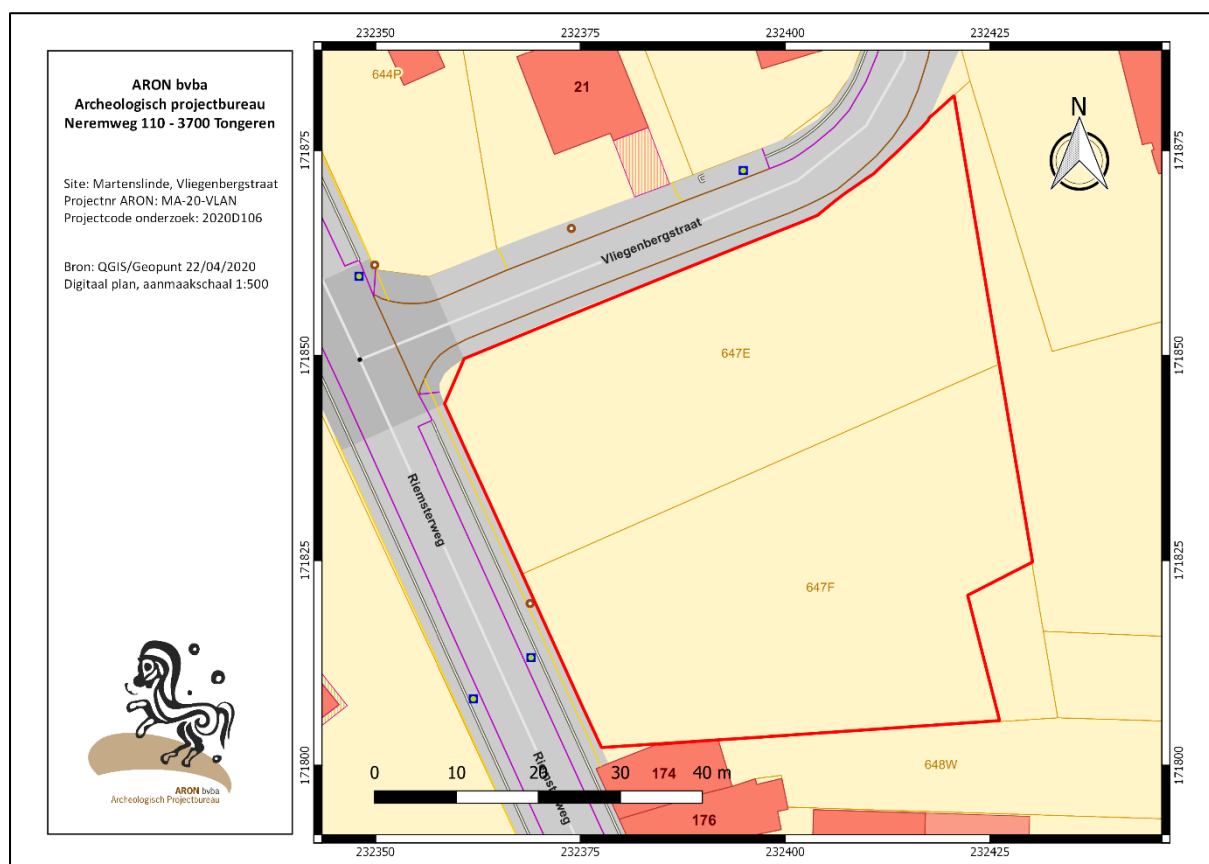 ARON bvba
Archeologisch projectbureau
Neremweg 110 - 3700 Tongeren
Site: Martenslinde, Vliegenbergstraat
Projectnr ARON: MA-20-VLAN
Projectcode onderzoek: 2020D106
Bron: QGIS/Geopunt 22/04/2020
Digitaal plan, aanmaakschaal 1:500
ARON bvba
Archeologisch Projectbureau
232350
232375
232400
232425
171875
171850
171825
171800
644P
21
N
Vliegenbergstraat
647E
Riemsterweg
647F
Riemsterweg
174
176
648W
0
10
20
30
40 m
171875
171850
171825
171800
232350
232375
232400
232425